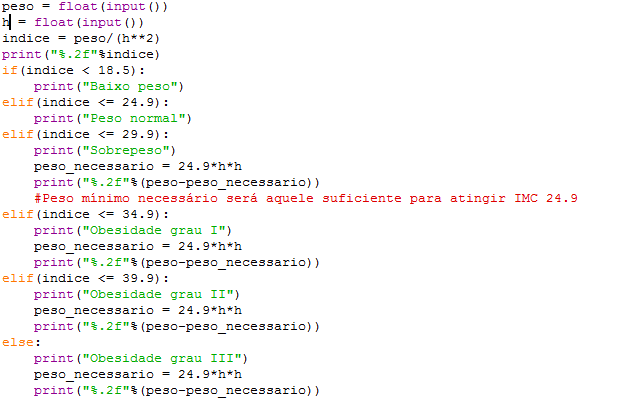 peso = float(input())
h = float(input())
indice = peso/(h**2)
print("%.2f"%indice)
if(indice < 18.5):
    print("Baixo peso")
elif(indice <= 24.9):
    print("Peso normal")
elif(indice <= 29.9):
    print("Sobrepeso")
    peso_necessario = 24.9*h*h
    print("%.2f"%(peso-peso_necessario))
    #Peso mínimo necessário será aquele suficiente para atingir IMC 24.9
elif(indice <= 34.9):
    print("Obesidade grau I")
    peso_necessario = 24.9*h*h
    print("%.2f"%(peso-peso_necessario))
elif(indice <= 39.9):
    print("Obesidade grau II")
    peso_necessario = 24.9*h*h
    print("%.2f"%(peso-peso_necessario))
else:
    print("Obesidade grau III")
    peso_necessario = 24.9*h*h
    print("%.2f"%(peso-peso_necessario))